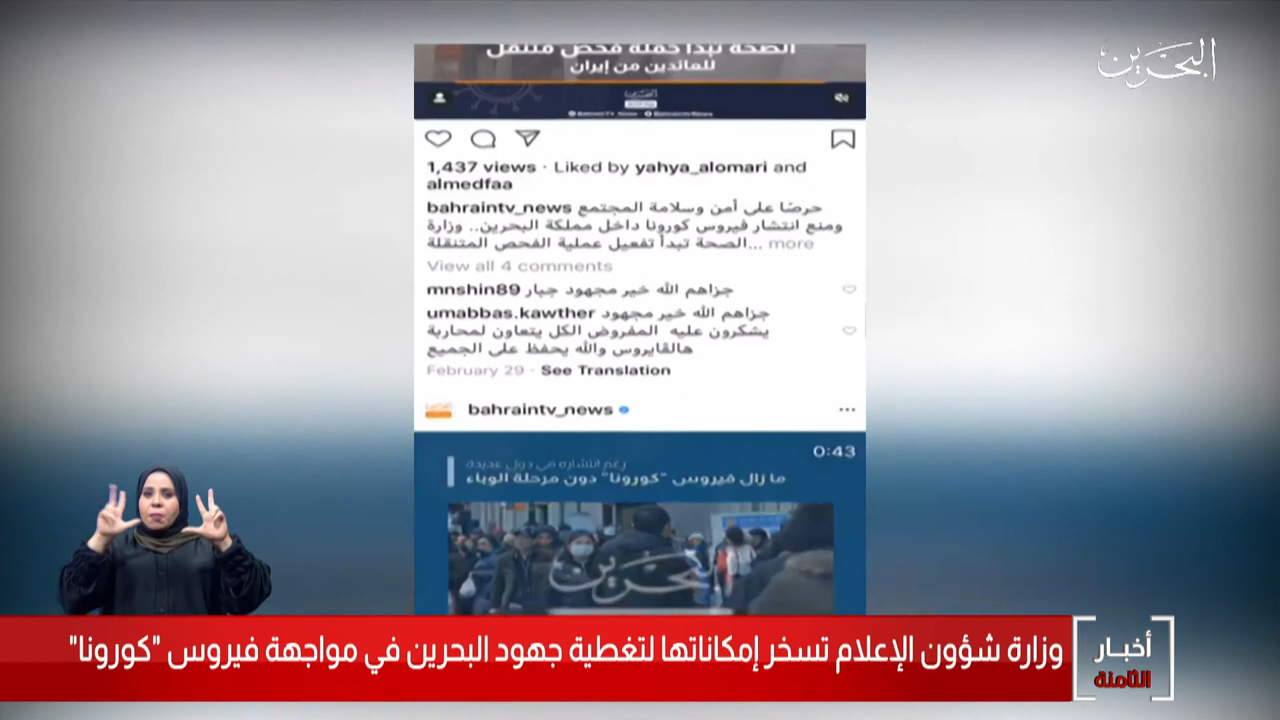 البحرين
الصحة تبدأ حملة فحص متنقل
للعائدين من إيران
1,437 views · Liked by yahya_alomari and
almedfaa
bahraintv_news حرصًا على أمن وسلامة المجتمع
ومنع انتشار فيروس كورونا داخل مملكة البحرين.. وزارة
الصحة تبدأ تفعيل عملية الفحص المتنقلة... more
View all 4 comments
mnshin89 جزاهم الله خير مجهود جبار
umabbas.kawther جزاهم الله خير مجهود
يشكرون عليه المفروض الكل يتعاون لمحاربة
هالڤايروس والله يحفظ على الجميع
February 29 · See Translation
bahraintv_news
0:43
رغم انتشاره في دول عديدة
ما زال فيروس "كورونا" دون مرحلة الوباء
البحرين
أخبار
الثامنة
وزارة شؤون الإعلام تسخر إمكاناتها لتغطية جهود البحرين في مواجهة فيروس "كورونا"